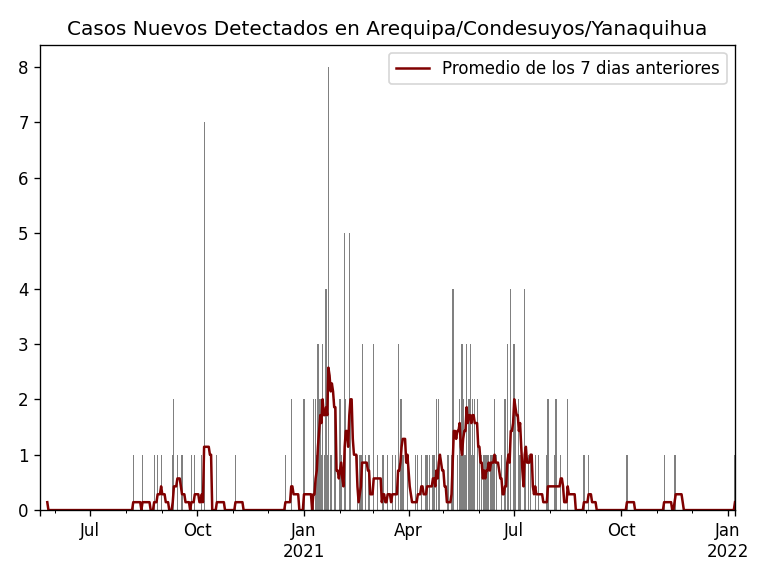 Casos Nuevos Detectados en Arequipa/Condesuyos/Yanaquihua
Promedio de los 7 dias anteriores
8
7
6
5
4
3
2
1
0
Jul
Oct
Jan
2021
Apr
Jul
Oct
Jan
2022